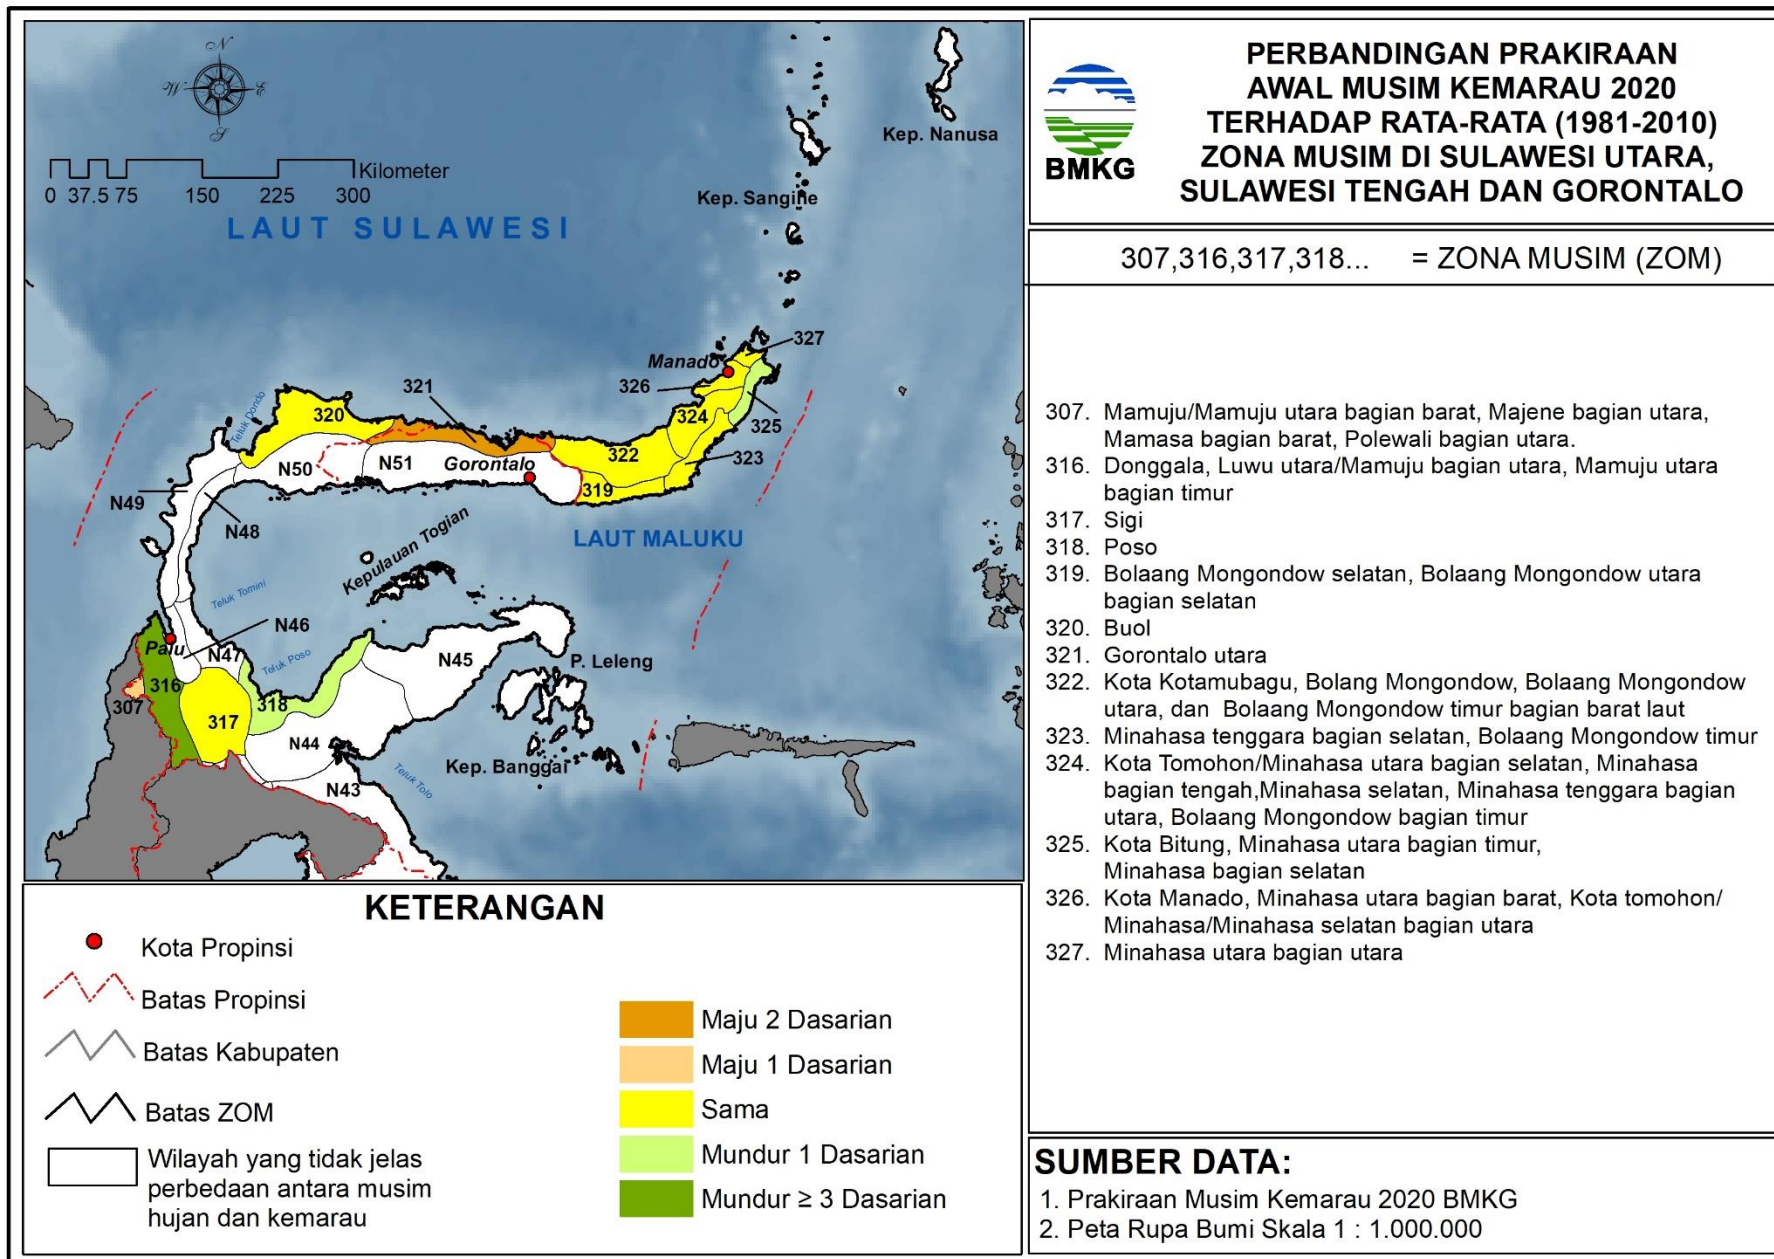 PERBANDINGAN PRAKIRAAN
AWAL MUSIM KEMARAU 2020
TERHADAP RATA-RATA (1981-2010)
ZONA MUSIM DI SULAWESI UTARA,
SULAWESI TENGAH DAN GORONTALO
BMKG
307,316,317,318... = ZONA MUSIM (ZOM)
307. Mamuju/Mamuju utara bagian barat, Majene bagian utara,
Mamasa bagian barat, Polewali bagian utara.
316. Donggala, Luwu utara/Mamuju bagian utara, Mamuju utara
bagian timur
317. Sigi
318. Poso
319. Bolaang Mongondow selatan, Bolaang Mongondow utara
bagian selatan
320. Buol
321. Gorontalo utara
322. Kota Kotamubagu, Bolang Mongondow, Bolaang Mongondow
utara, dan Bolaang Mongondow timur bagian barat laut
323. Minahasa tenggara bagian selatan, Bolaang Mongondow timur
324. Kota Tomohon/Minahasa utara bagian selatan, Minahasa
bagian tengah,Minahasa selatan, Minahasa tenggara bagian
utara, Bolaang Mongondow bagian timur
325. Kota Bitung, Minahasa utara bagian timur,
Minahasa bagian selatan
326. Kota Manado, Minahasa utara bagian barat, Kota tomohon/
Minahasa/Minahasa selatan bagian utara
327. Minahasa utara bagian utara
SUMBER DATA:
1. Prakiraan Musim Kemarau 2020 BMKG
2. Peta Rupa Bumi Skala 1 : 1.000.000
N
W E
S
Kilometer
0 37.5 75 150 225 300
LAUT SULAWESI
Kep. Nanusa
Kep. Sangihe
327
Manado
326
321
320
324
325
Teluk Dondo
322
323
N50
N51
Gorontalo
319
N49
N48
LAUT MALUKU
Kepulauan Togian
Teluk Tomini
N46
Palu
N47
Teluk Poso
N45
P. Leleng
316
307
318
317
N44
Kep. Banggai
Teluk Tolo
N43
KETERANGAN
Kota Propinsi
Batas Propinsi
Batas Kabupaten
Batas ZOM
Wilayah yang tidak jelas
perbedaan antara musim
hujan dan kemarau
Maju 2 Dasarian
Maju 1 Dasarian
Sama
Mundur 1 Dasarian
Mundur ≥ 3 Dasarian